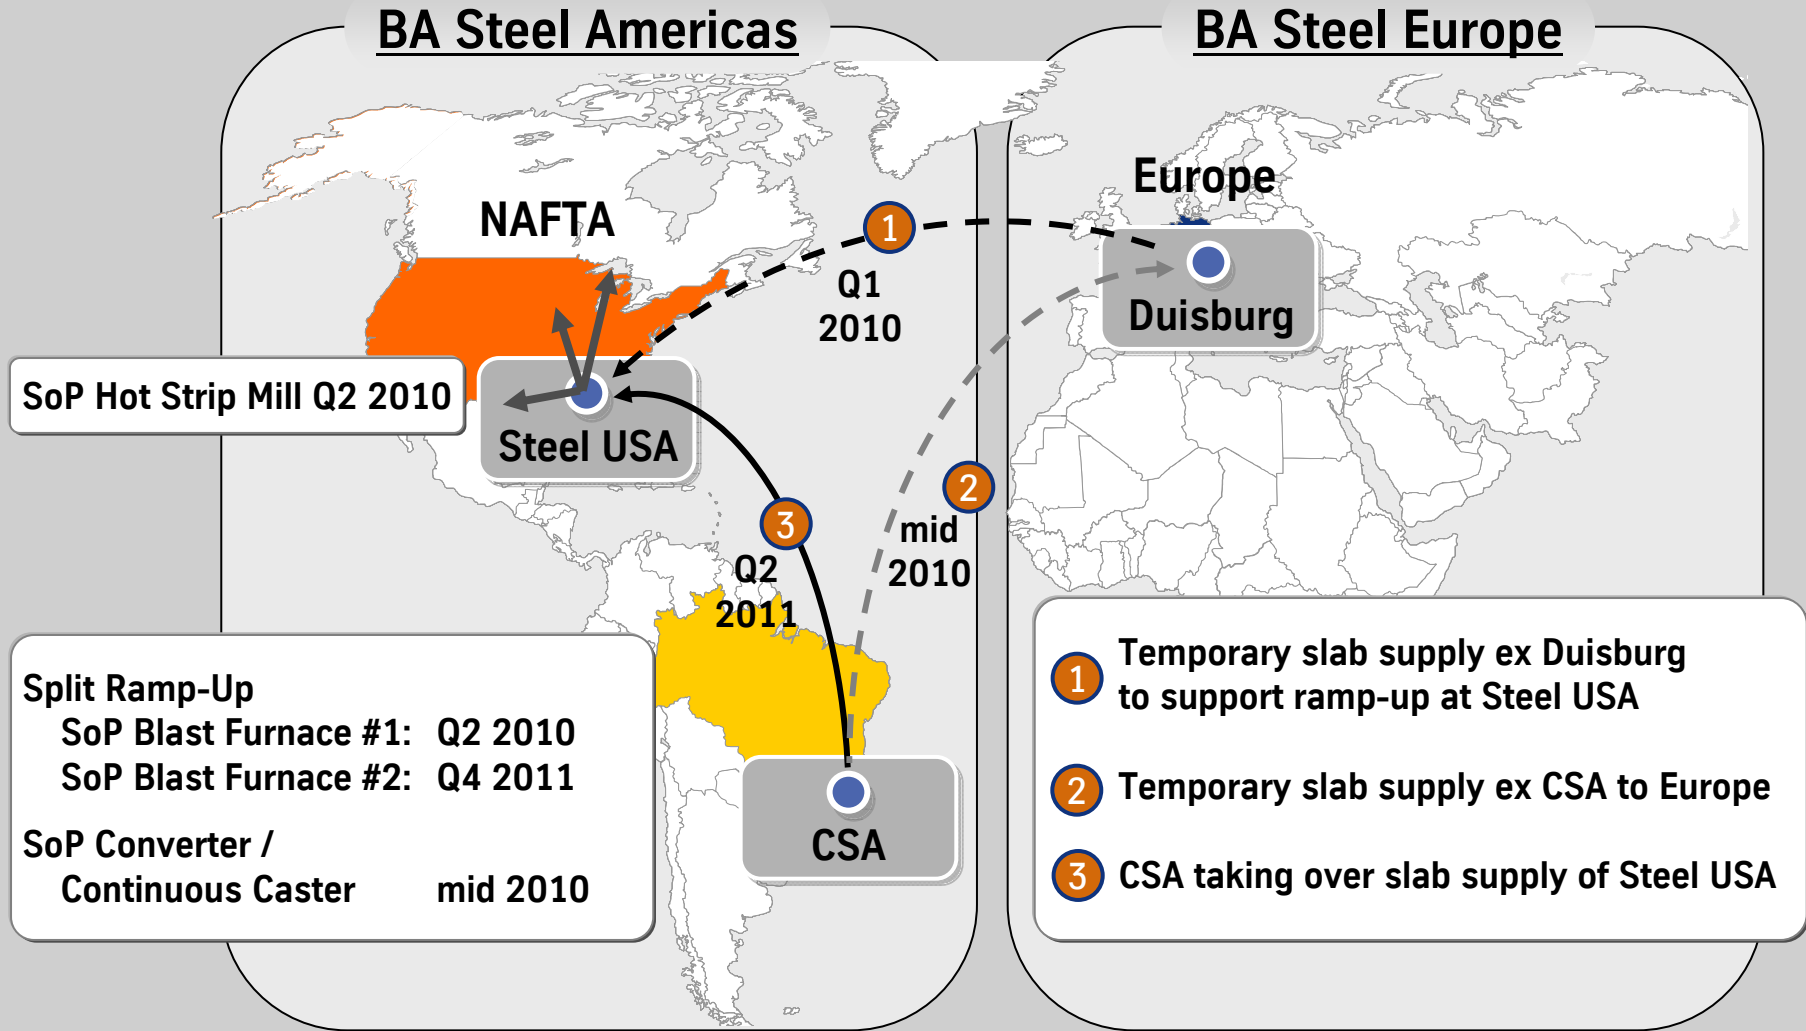 BA Steel Americas
BA Steel Europe
NAFTA
Europe
1
Q1
2010
Duisburg
SoP Hot Strip Mill Q2 2010
Steel USA
2
mid
2010
3
Q2
2011
CSA
Split Ramp-Up
SoP Blast Furnace #1: Q2 2010
SoP Blast Furnace #2: Q4 2011
SoP Converter /
Continuous Caster mid 2010
1 Temporary slab supply ex Duisburg
to support ramp-up at Steel USA
2 Temporary slab supply ex CSA to Europe
3 CSA taking over slab supply of Steel USA